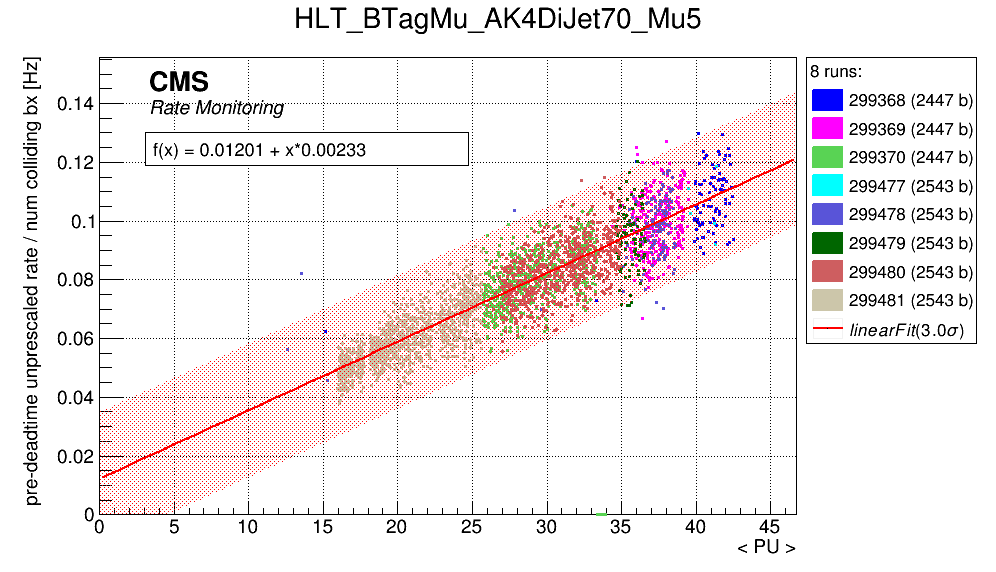 HLT_BTagMu_AK4DiJet70_Mu5
pre-deadtime unprescaled rate / num colliding bx [Hz]
CMS
Rate Monitoring
f(x) = 0.01201 + x*0.00233
0.14
0.12
0.1
0.08
0.06
0.04
0.02
0
0 5 10 15 20 25 30 35 40 45
< PU >
8 runs:
299368 (2447 b)
299369 (2447 b)
299370 (2447 b)
299477 (2543 b)
299478 (2543 b)
299479 (2543 b)
299480 (2543 b)
299481 (2543 b)
linearFit(3.0σ)